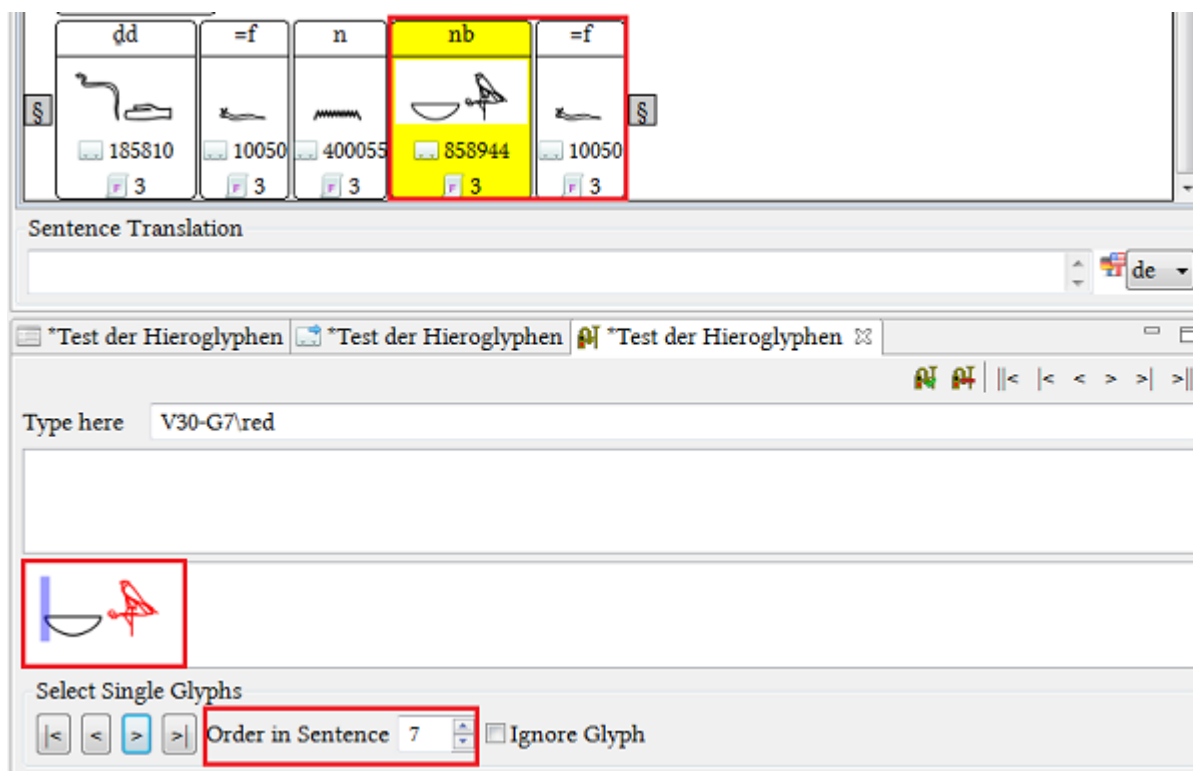 ḏd =f n nb =f
§ §
185810 10050 400055 858944 10050
F 3 F 3 F 3 F 3 F 3
Sentence Translation
de
*Test der Hieroglyphen *Test der Hieroglyphen *Test der Hieroglyphen
||< |< < > >| >||
Type here V30-G7\red
Select Single Glyphs
|< < > >| Order in Sentence 7 Ignore Glyph